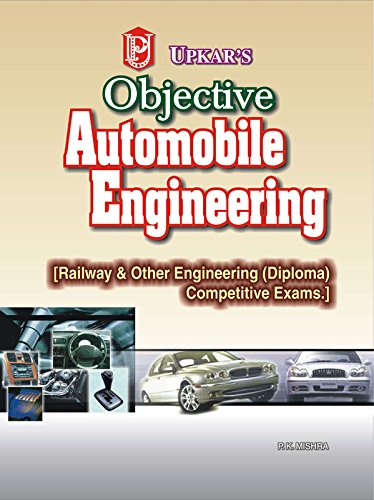 UPKAR'S
Objective
Automobile
Engineering
[Railway & Other Engineering (Diploma)
Competitive Exams.]
P. K. MISHRA